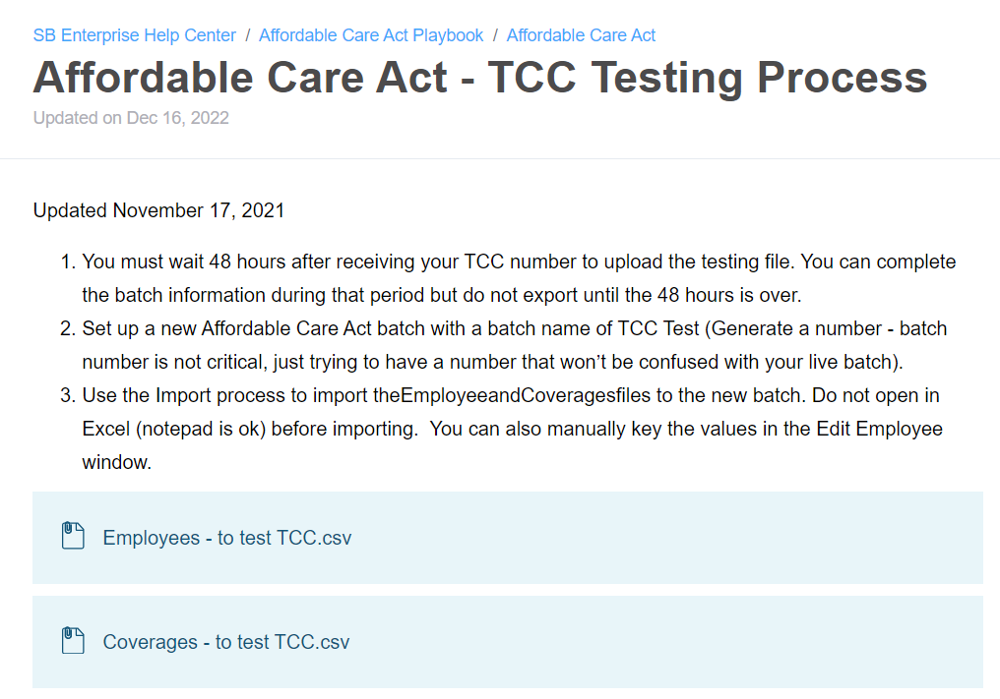 SB Enterprise Help Center / Affordable Care Act Playbook / Affordable Care Act
Affordable Care Act - TCC Testing Process
Updated on Dec 16, 2022
Updated November 17, 2021
1. You must wait 48 hours after receiving your TCC number to upload the testing file. You can complete
the batch information during that period but do not export until the 48 hours is over.
2. Set up a new Affordable Care Act batch with a batch name of TCC Test (Generate a number - batch
number is not critical, just trying to have a number that won’t be confused with your live batch).
3. Use the Import process to import theEmployeeandCoveragesfiles to the new batch. Do not open in
Excel (notepad is ok) before importing.  You can also manually key the values in the Edit Employee
window.
Employees - to test TCC.csv
Coverages - to test TCC.csv